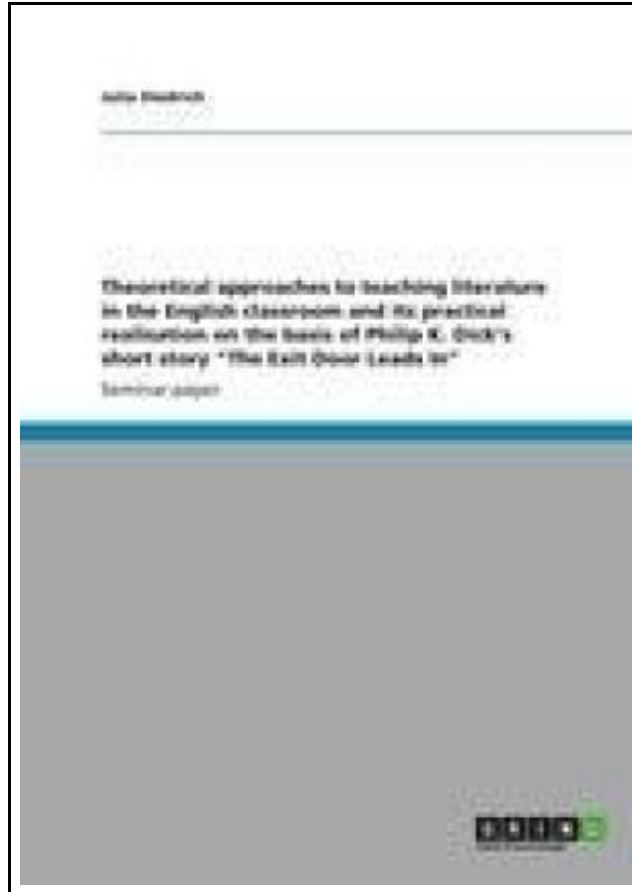 Julia Diedrich
Theoretical approaches to teaching literature
in the English classroom and its practical
realisation on the basis of Philip K. Dick's
short story "The Exit Door Leads In"
Seminar paper
GRIN